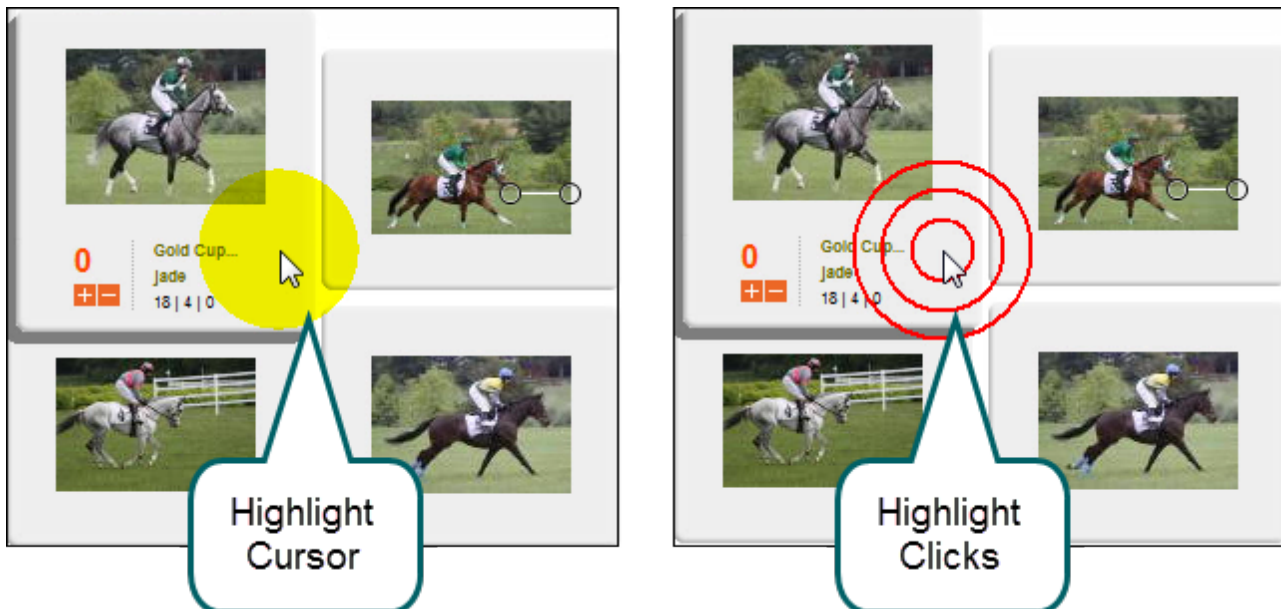 0
Gold Cup...
Jade
18 | 4 | 0
Highlight
Cursor
0
Gold Cup...
Jade
18 | 4 | 0
Highlight
Clicks